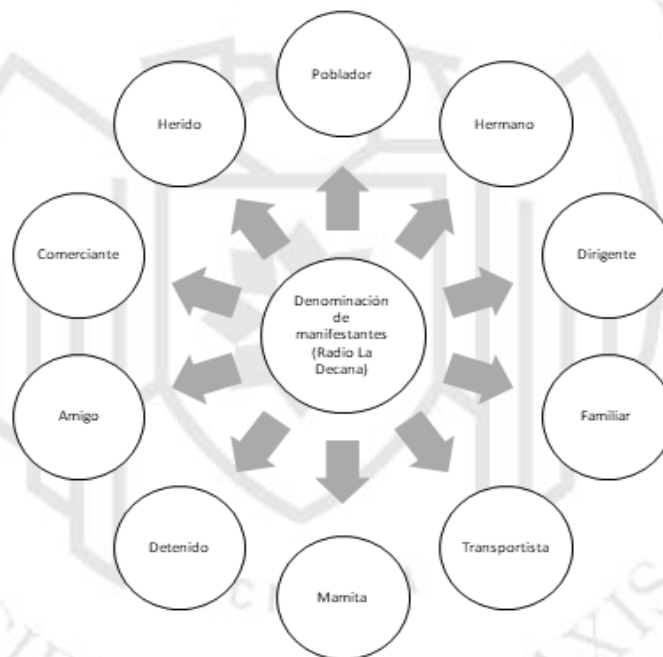 Poblador
Herido
Hermano
Comerciante
Dirigente
Denominación
de
manifestantes
(Radio La
Decana)
Amigo
Familiar
Detenido
Transportista
Mamita